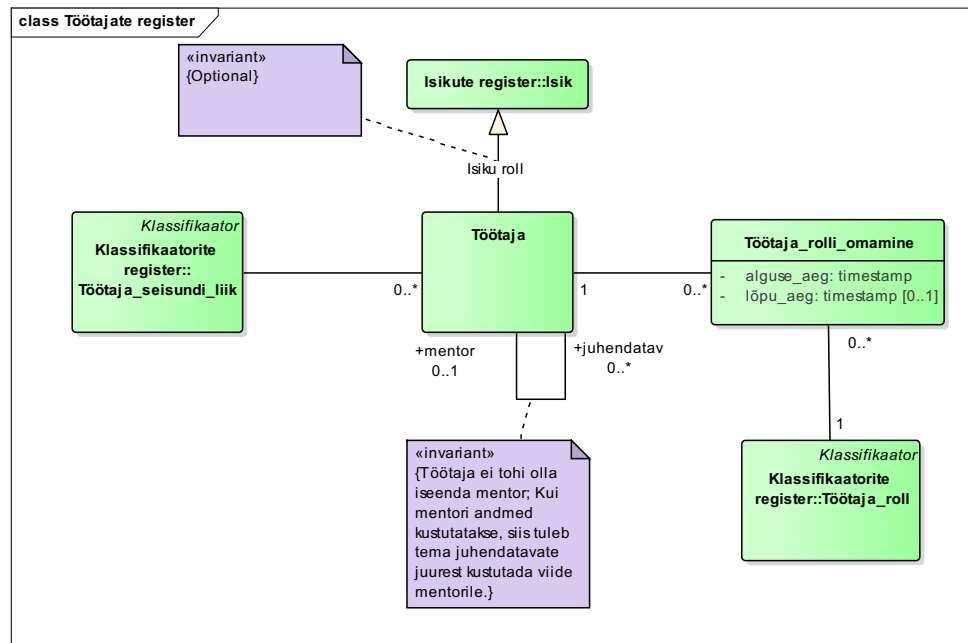 class Töötajate register
«invariant»
{Optional}
Isikute register::Isik
Isiku roll
Klassifikaator
Klassifikaatorite
register::
Töötaja_seisundi_liik
0..*
Töötaja
1
0..*
Töötaja_rolli_omamine
- alguse_aeg: timestamp
- lõpu_aeg: timestamp [0..1]
+mentor
0..1
+juhendatav
0..*
0..*
1
«invariant»
{Töötaja ei tohi olla
iseenda mentor; Kui
mentori andmed
kustutatakse, siis tuleb
tema juhendatavate
juurest kustutada viide
mentorile.}
Klassifikaator
Klassifikaatorite
register::Töötaja_roll